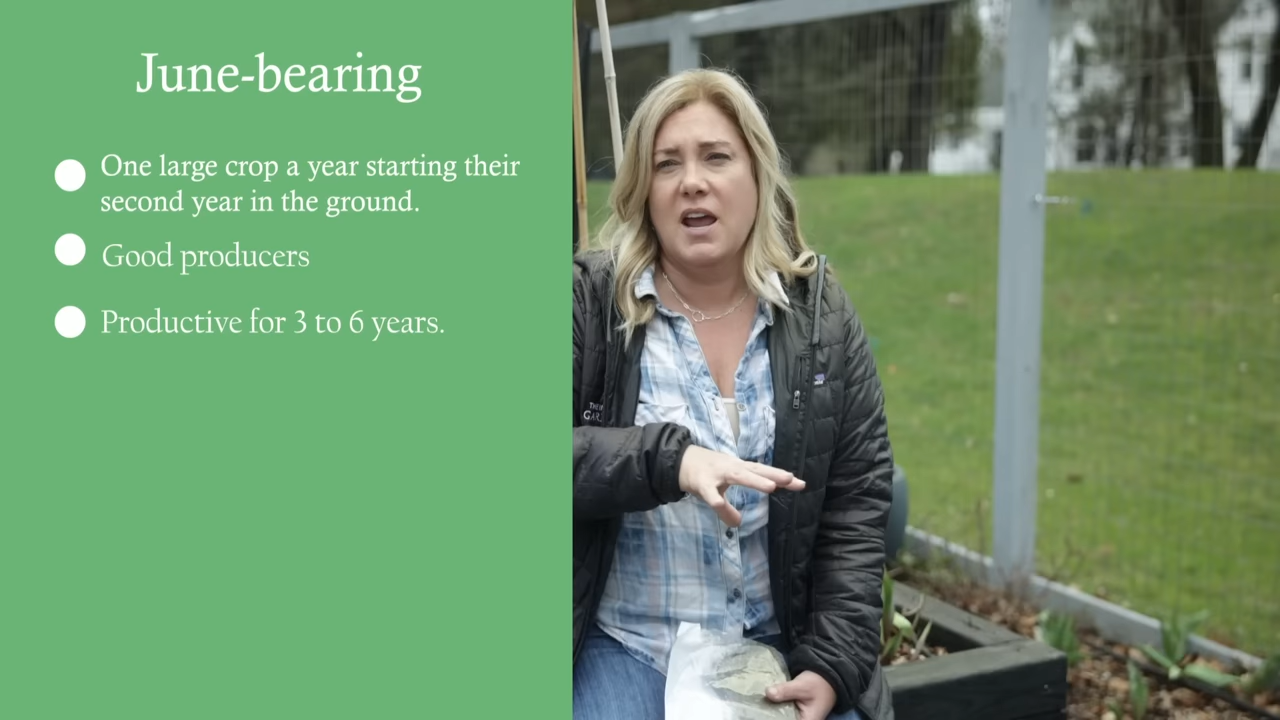 June-bearing
One large crop a year starting their
second year in the ground.
Good producers
Productive for 3 to 6 years.